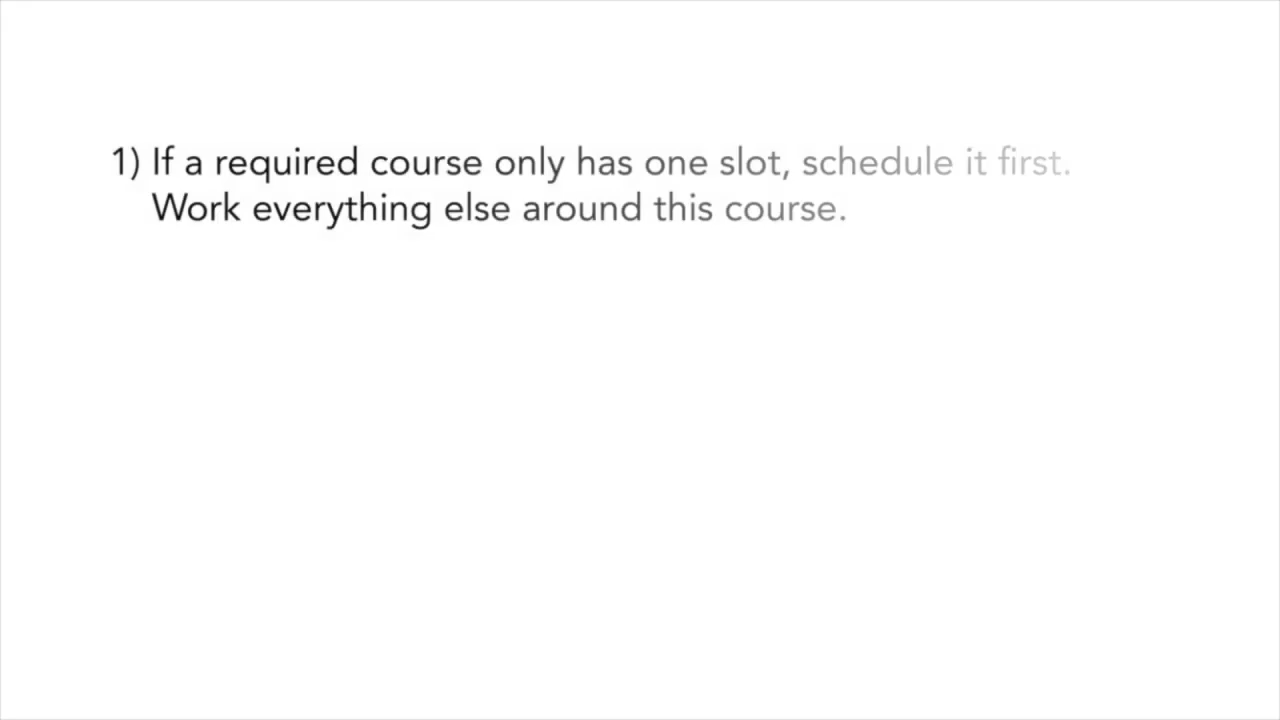 1) If a required course only has one slot, schedule it first.
Work everything else around this course.